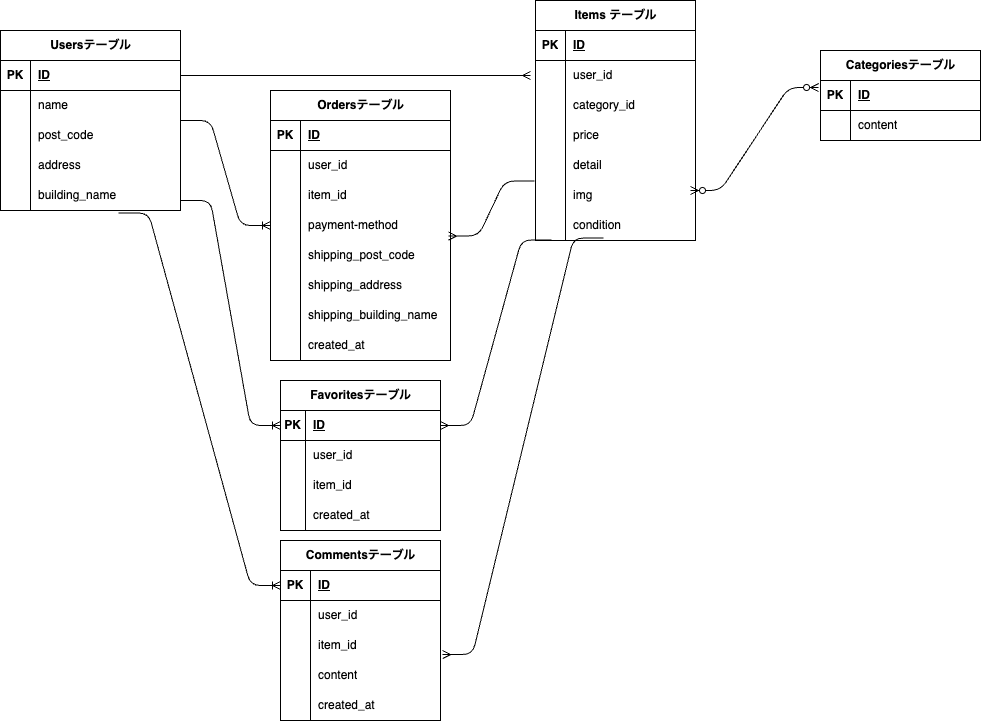 Usersテーブル
PK ID
name
post_code
address
building_name
Ordersテーブル
PK ID
user_id
item_id
payment-method
shipping_post_code
shipping_address
shipping_building_name
created_at
Items テーブル
PK ID
user_id
category_id
price
detail
img
condition
Categoriesテーブル
PK ID
content
Favoritesテーブル
PK ID
user_id
item_id
created_at
Commentsテーブル
PK ID
user_id
item_id
content
created_at